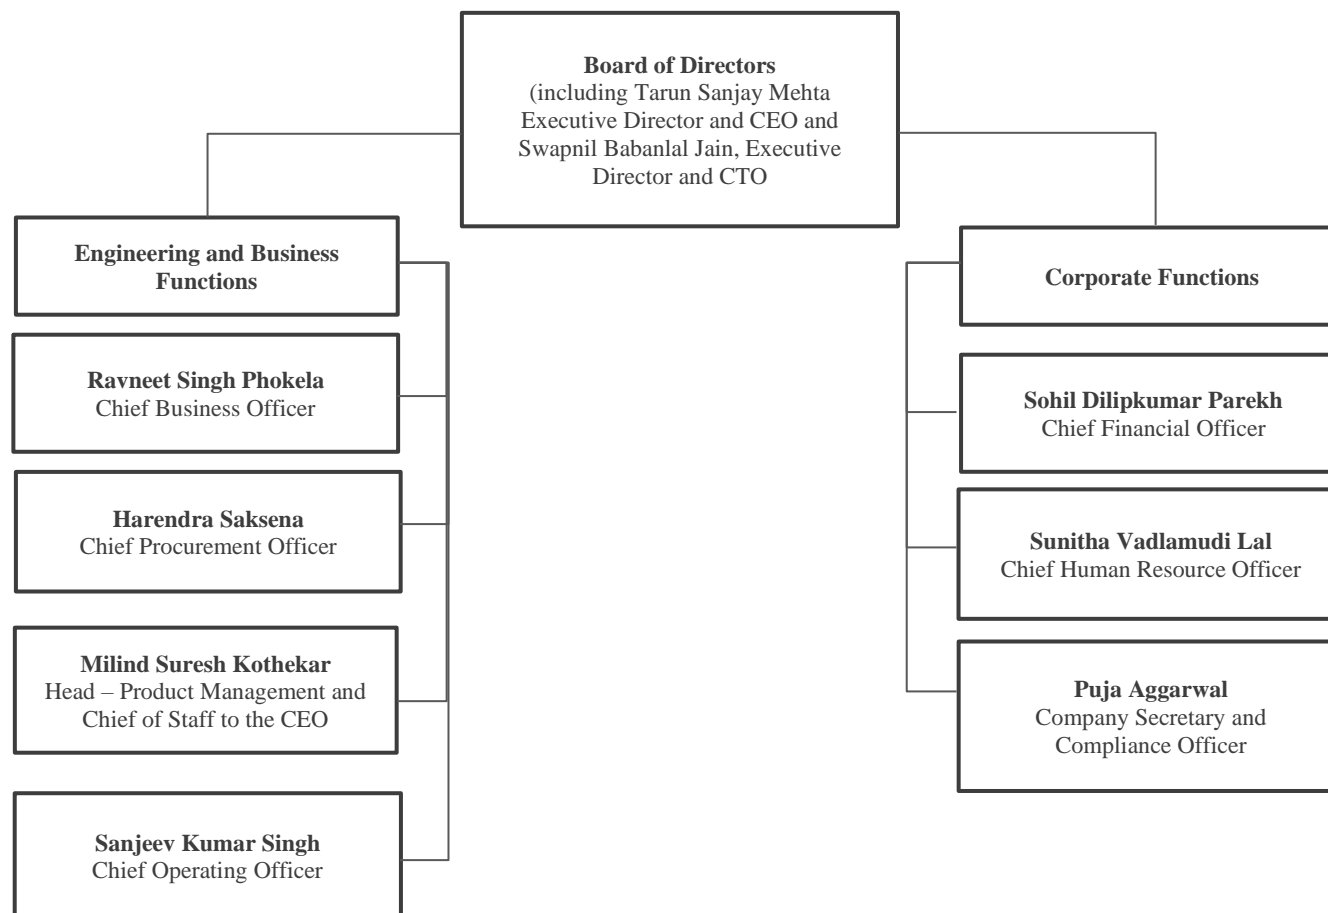 Board of Directors
(including Tarun Sanjay Mehta
Executive Director and CEO and
Swapnil Babanlal Jain, Executive
Director and CTO
Engineering and Business
Functions
Ravneet Singh Phokela
Chief Business Officer
Harendra Saksena
Chief Procurement Officer
Milind Suresh Kothekar
Head – Product Management and
Chief of Staff to the CEO
Sanjeev Kumar Singh
Chief Operating Officer
Corporate Functions
Sohil Dilipkumar Parekh
Chief Financial Officer
Sunitha Vadlamudi Lal
Chief Human Resource Officer
Puja Aggarwal
Company Secretary and
Compliance Officer